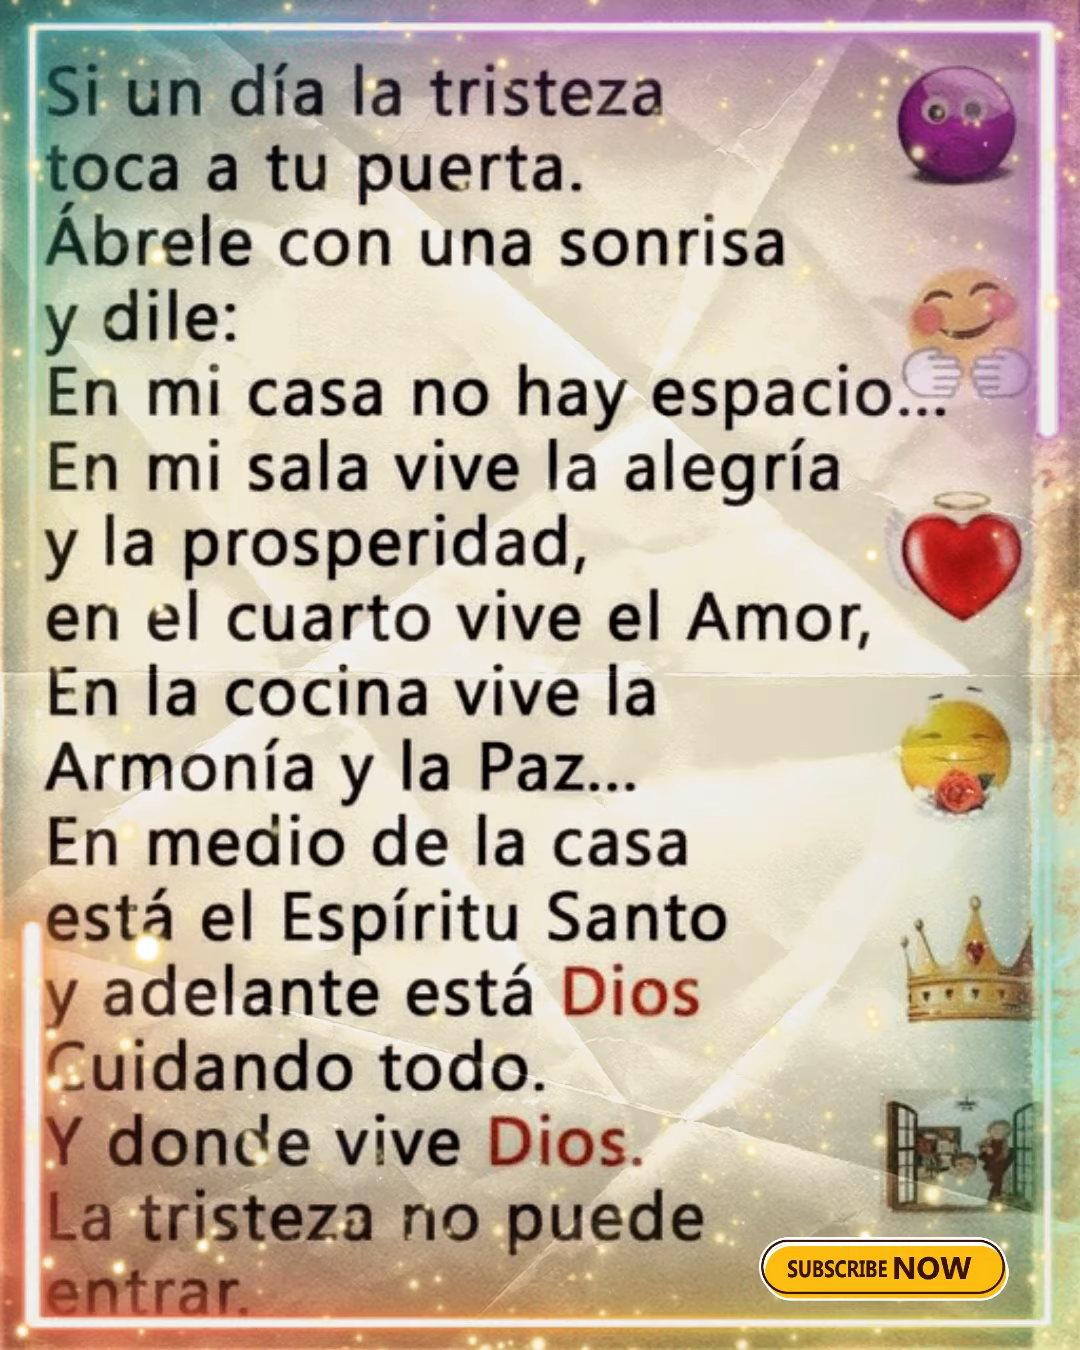 Si un día la tristeza
toca a tu puerta.
Ábrele con una sonrisa
y dile:
En mi casa no hay espacio...
En mi sala vive la alegría
y la prosperidad,
en el cuarto vive el Amor,
En la cocina vive la
Armonía y la Paz...
En medio de la casa
está el Espíritu Santo
y adelante está Dios
Cuidando todo.
Y donde vive Dios.
La tristeza no puede
entrar.
SUBSCRIBE NOW